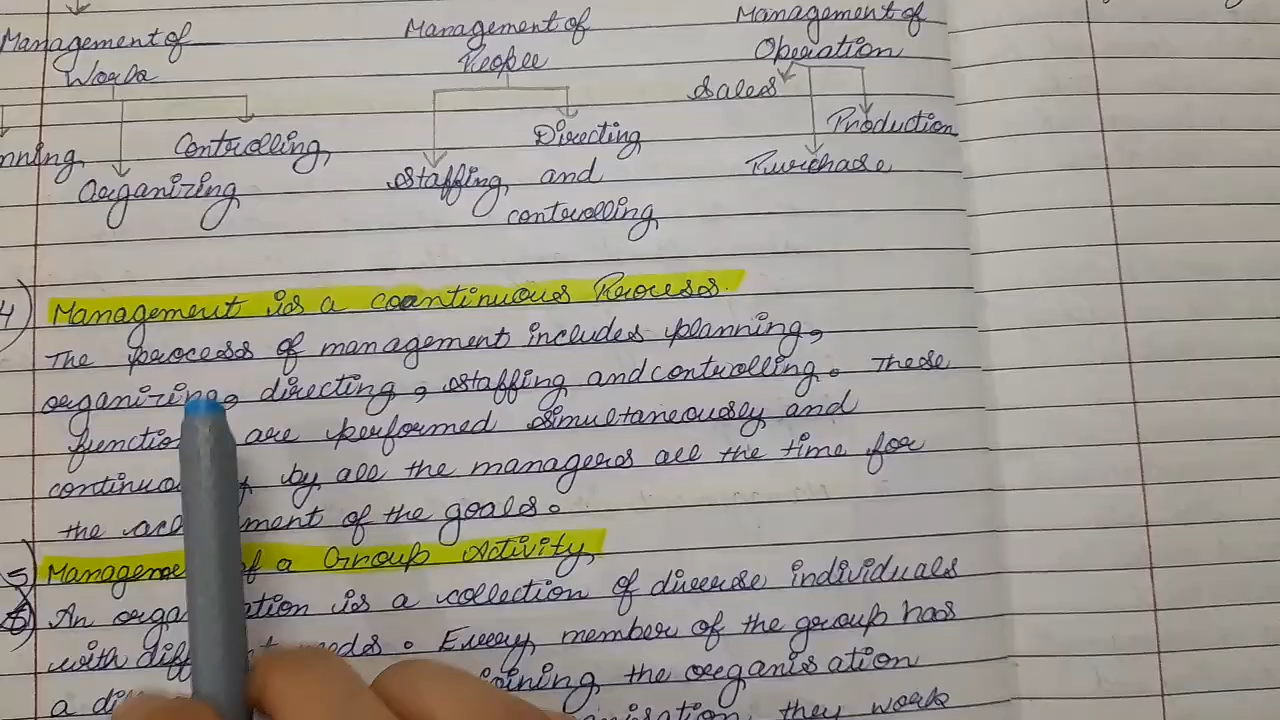 Management of Management of Management of
Work People Operation
Sales
Controlling Directing Production
nning
Organizing Staffing and Purchase
controlling
4) Management is a continuous Process.
The process of management includes planning,
organizing, directing, staffing and controlling. These
are performed simultaneously and
by all the managers all the time for
the of the goals.
5) of a Group Activity
An is a collection of diverse individuals
with needs. Every member of the group has
a the organisation
they work